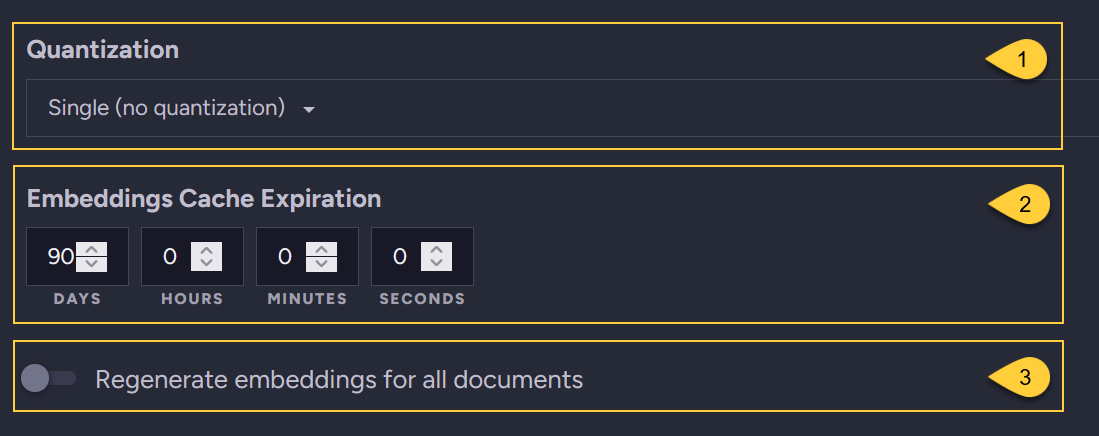 Quantization
1
Single (no quantization)
Embeddings Cache Expiration
2
90 0 0 0
DAYS HOURS MINUTES SECONDS
Regenerate embeddings for all documents
3